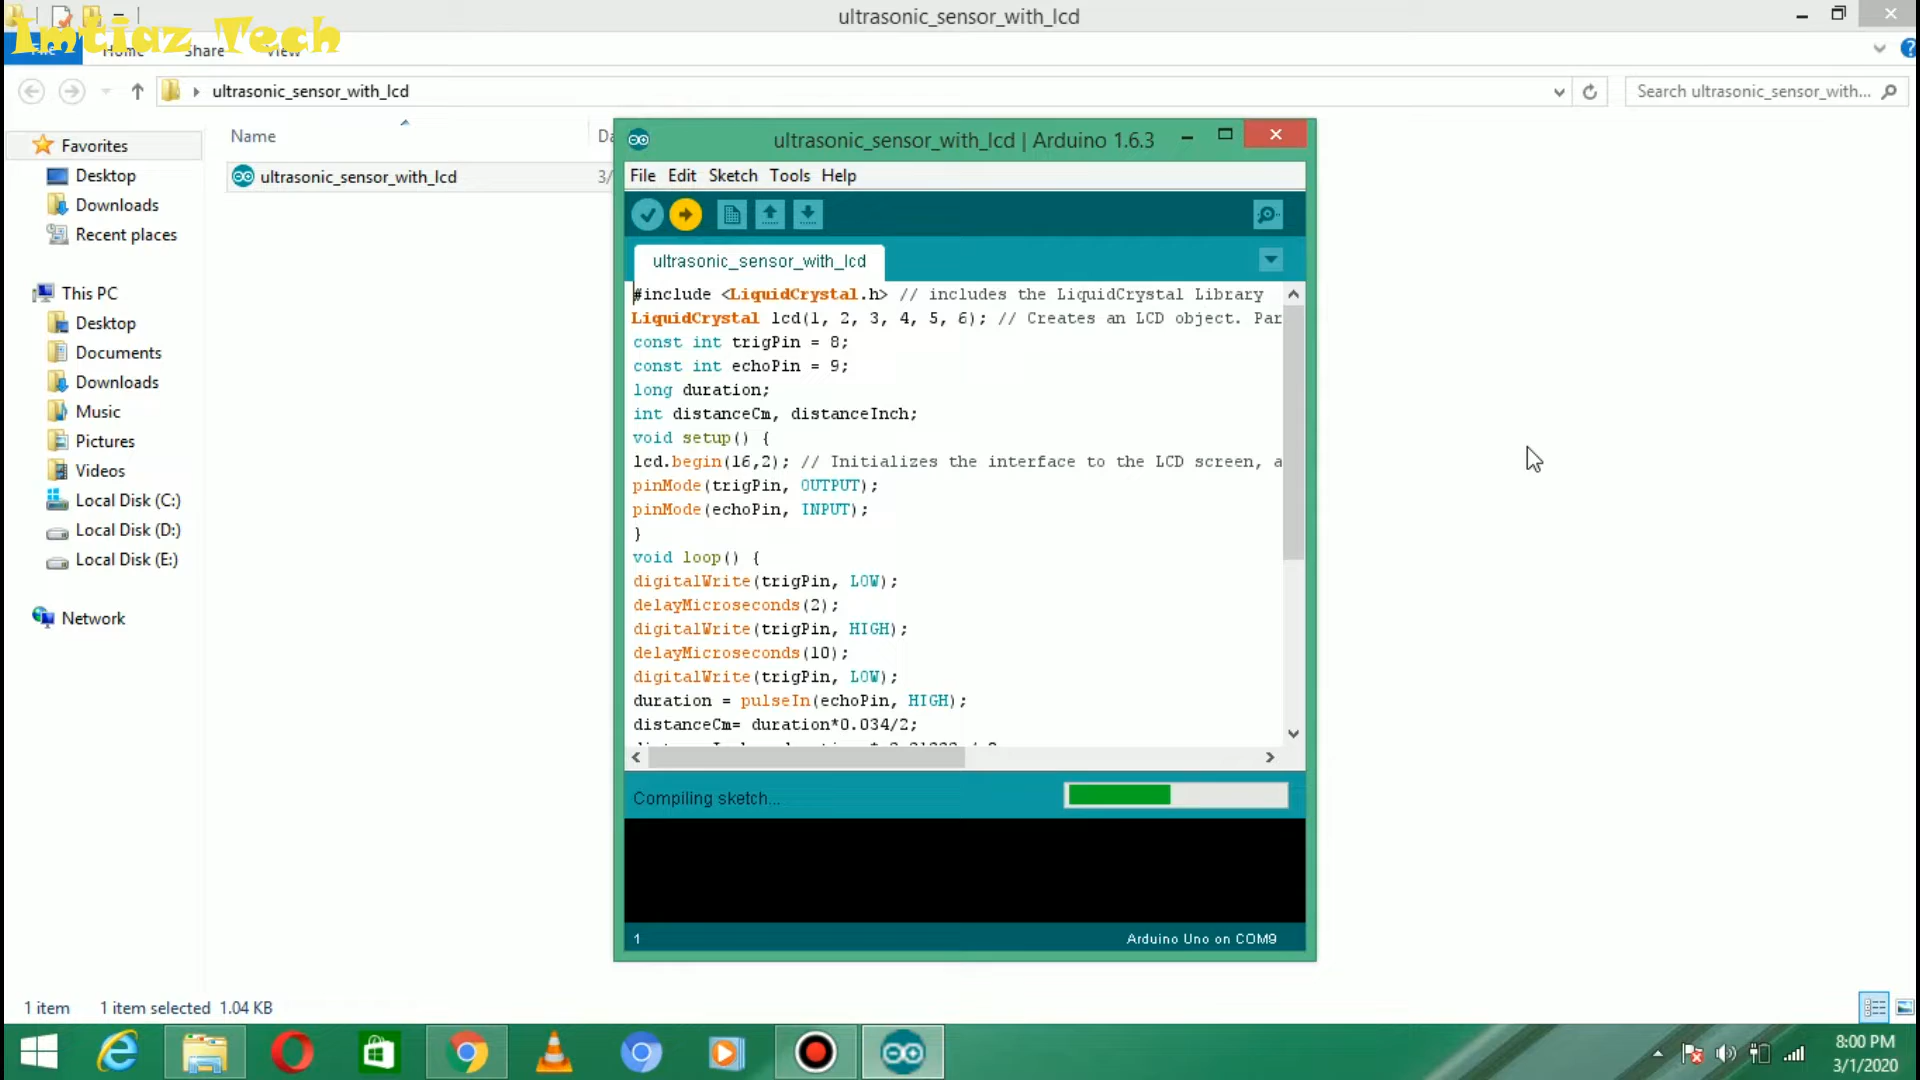 ultrasonic_sensor_with_lcd
Imtiaz Tech
File Home Share View
ultrasonic_sensor_with_lcd
Search ultrasonic_sensor_with...
Favorites
Desktop
Downloads
Recent places
This PC
Desktop
Documents
Downloads
Music
Pictures
Videos
Local Disk (C:)
Local Disk (D:)
Local Disk (E:)
Network
Name
ultrasonic_sensor_with_lcd 3/
ultrasonic_sensor_with_lcd | Arduino 1.6.3
File Edit Sketch Tools Help
ultrasonic_sensor_with_lcd
#include <LiquidCrystal.h> // includes the LiquidCrystal Library
LiquidCrystal lcd(1, 2, 3, 4, 5, 6); // Creates an LCD object. Par
const int trigPin = 8;
const int echoPin = 9;
long duration;
int distanceCm, distanceInch;
void setup() {
lcd.begin(16,2); // Initializes the interface to the LCD screen, a
pinMode(trigPin, OUTPUT);
pinMode(echoPin, INPUT);
}
void loop() {
digitalWrite(trigPin, LOW);
delayMicroseconds(2);
digitalWrite(trigPin, HIGH);
delayMicroseconds(10);
digitalWrite(trigPin, LOW);
duration = pulseIn(echoPin, HIGH);
distanceCm= duration*0.034/2;
Compiling sketch...
1
Arduino Uno on COM9
1 item 1 item selected 1.04 KB
8:00 PM
3/1/2020